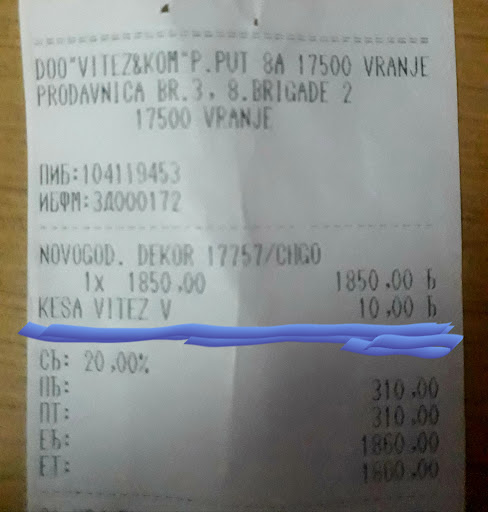 DOO"VITEZ&KOM"P.PUT 8A 17500 VRANJE
PRODAVNICA BR.3, 8.BRIGADE 2
17500 VRANJE
ПИБ:104119453
ИБФМ:ЗД000172
NOVOGOD. DEKOR 17757/CHGO
1x 1850,00 1850,00 Ђ
KESA VITEZ V 10,00 Ђ
СЂ: 20,00%
ПЂ: 310,00
ПТ: 310,00
ЕЂ: 1860,00
ЕТ: 1860,00